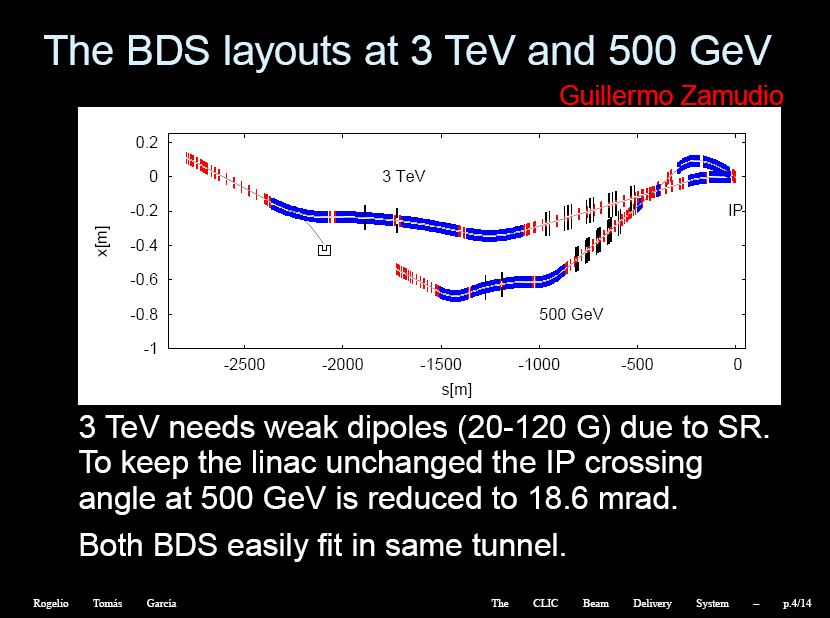 The BDS layouts at 3 TeV and 500 GeV
Guillermo Zamudio
0.2
0
-0.2
-0.4
-0.6
-0.8
-1
x[m]
3 TeV
IP
500 GeV
-2500 -2000 -1500 -1000 -500 0
s[m]
3 TeV needs weak dipoles (20-120 G) due to SR.
To keep the linac unchanged the IP crossing
angle at 500 GeV is reduced to 18.6 mrad.
Both BDS easily fit in same tunnel.
Rogelio Tomás García The CLIC Beam Delivery System – p.4/14